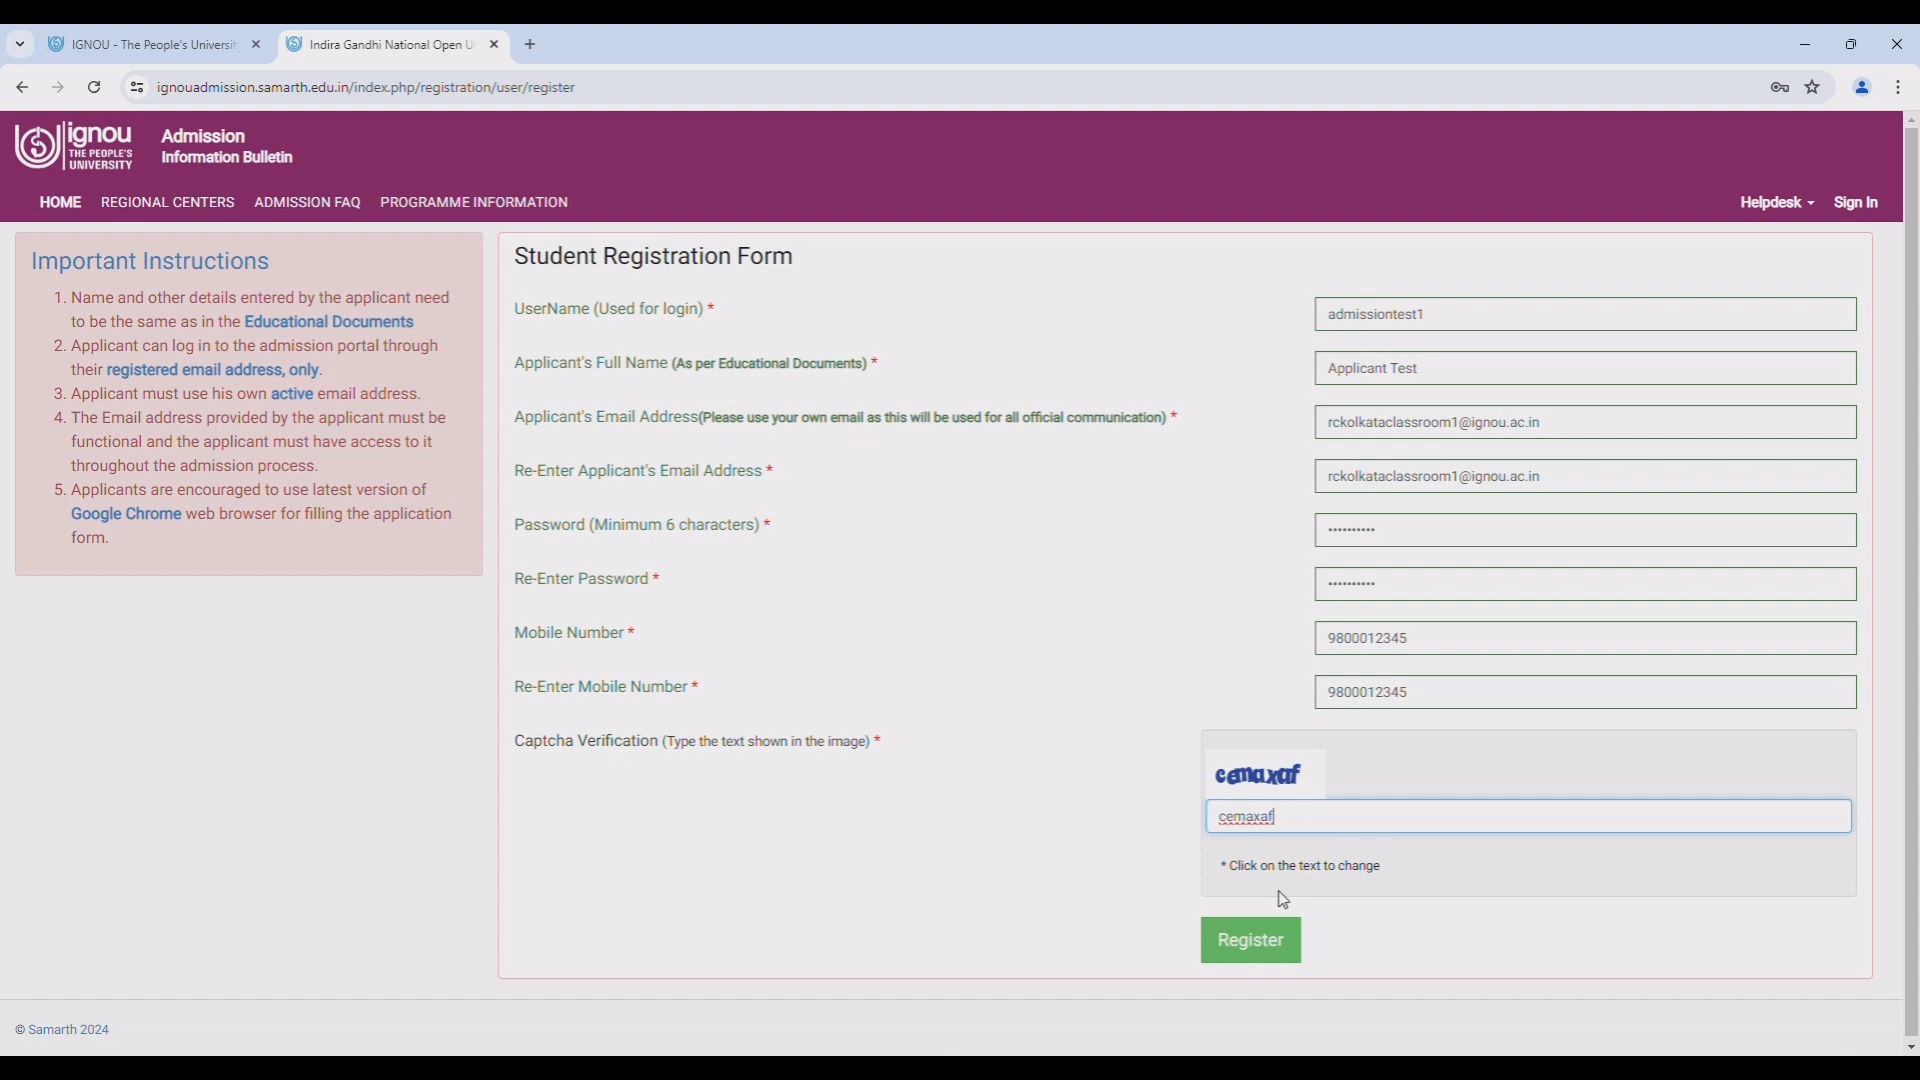 IGNOU - The People's Universit
Indira Gandhi National Open U
ignouadmission.samarth.edu.in/index.php/registration/user/register
ignou
THE PEOPLE'S
UNIVERSITY
Admission
Information Bulletin
HOME REGIONAL CENTERS ADMISSION FAQ PROGRAMME INFORMATION Helpdesk Sign In
Important Instructions
1. Name and other details entered by the applicant need
to be the same as in the Educational Documents
2. Applicant can log in to the admission portal through
their registered email address, only.
3. Applicant must use his own active email address.
4. The Email address provided by the applicant must be
functional and the applicant must have access to it
throughout the admission process.
5. Applicants are encouraged to use latest version of
Google Chrome web browser for filling the application
form.
Student Registration Form
UserName (Used for login) * admissiontest1
Applicant's Full Name (As per Educational Documents) * Applicant Test
Applicant's Email Address(Please use your own email as this will be used for all official communication) * rckolkataclassroom1@ignou.ac.in
Re-Enter Applicant's Email Address * rckolkataclassroom1@ignou.ac.in
Password (Minimum 6 characters) * ••••••••••
Re-Enter Password * ••••••••••
Mobile Number * 9800012345
Re-Enter Mobile Number * 9800012345
Captcha Verification (Type the text shown in the image) *
cemaxaf
cemaxaf
* Click on the text to change
Register
© Samarth 2024